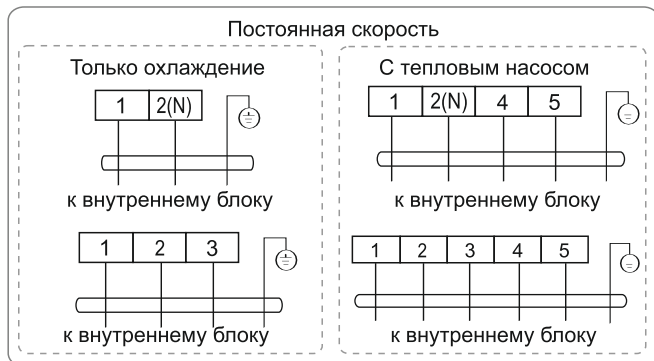 Постоянная скорость
Только охлаждение
1 2(N)
к внутреннему блоку
1 2 3
к внутреннему блоку
С тепловым насосом
1 2(N) 4 5
к внутреннему блоку
1 2 3 4 5
к внутреннему блоку